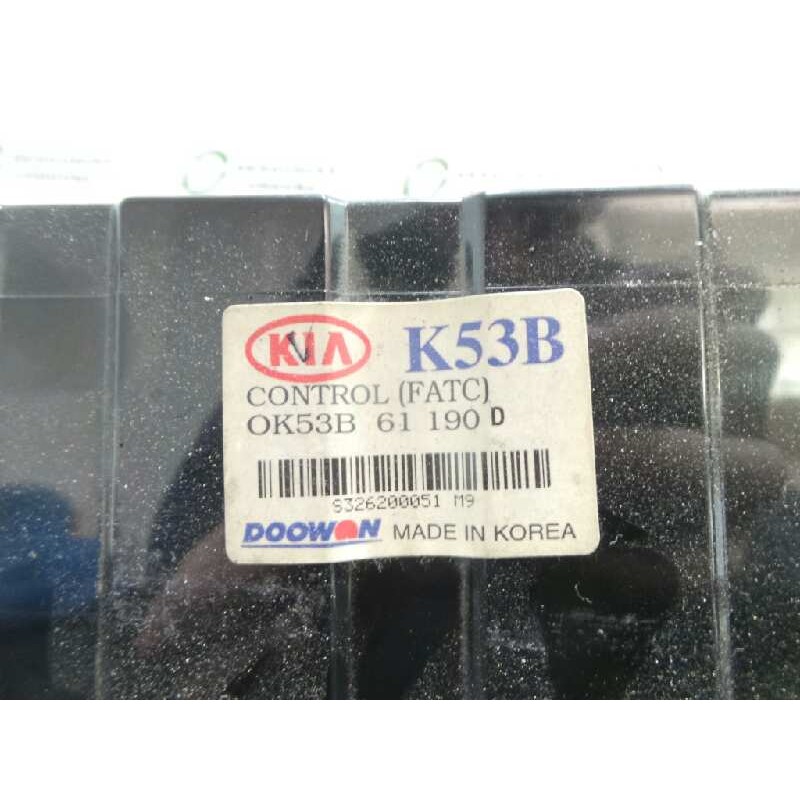 KIA K53B
CONTROL (FATC)
OK53B 61 190 D
S326200051 M9
DOOWON MADE IN KOREA